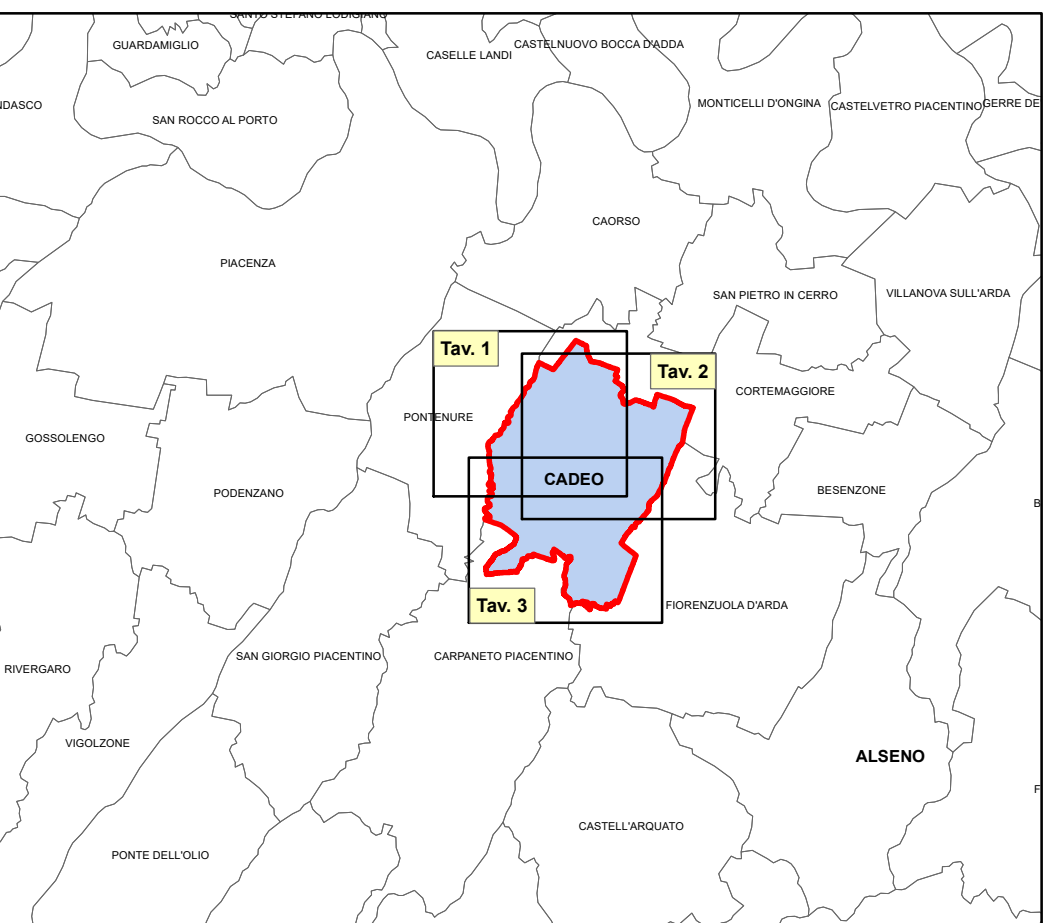 SANTO STEFANO LODIGIANO
GUARDAMIGLIO
CASTELNUOVO BOCCA D'ADDA
CASELLE LANDI
NDASCO
MONTICELLI D'ONGINA
CASTELVETRO PIACENTINO
GERRE DE
SAN ROCCO AL PORTO
CAORSO
PIACENZA
SAN PIETRO IN CERRO
VILLANOVA SULL'ARDA
Tav. 1
Tav. 2
CORTEMAGGIORE
PONTENURE
GOSSOLENGO
CADEO
PODENZANO
BESENZONE
B
Tav. 3
FIORENZUOLA D'ARDA
RIVERGARO
SAN GIORGIO PIACENTINO
CARPANETO PIACENTINO
VIGOLZONE
ALSENO
F
CASTELL'ARQUATO
PONTE DELL'OLIO